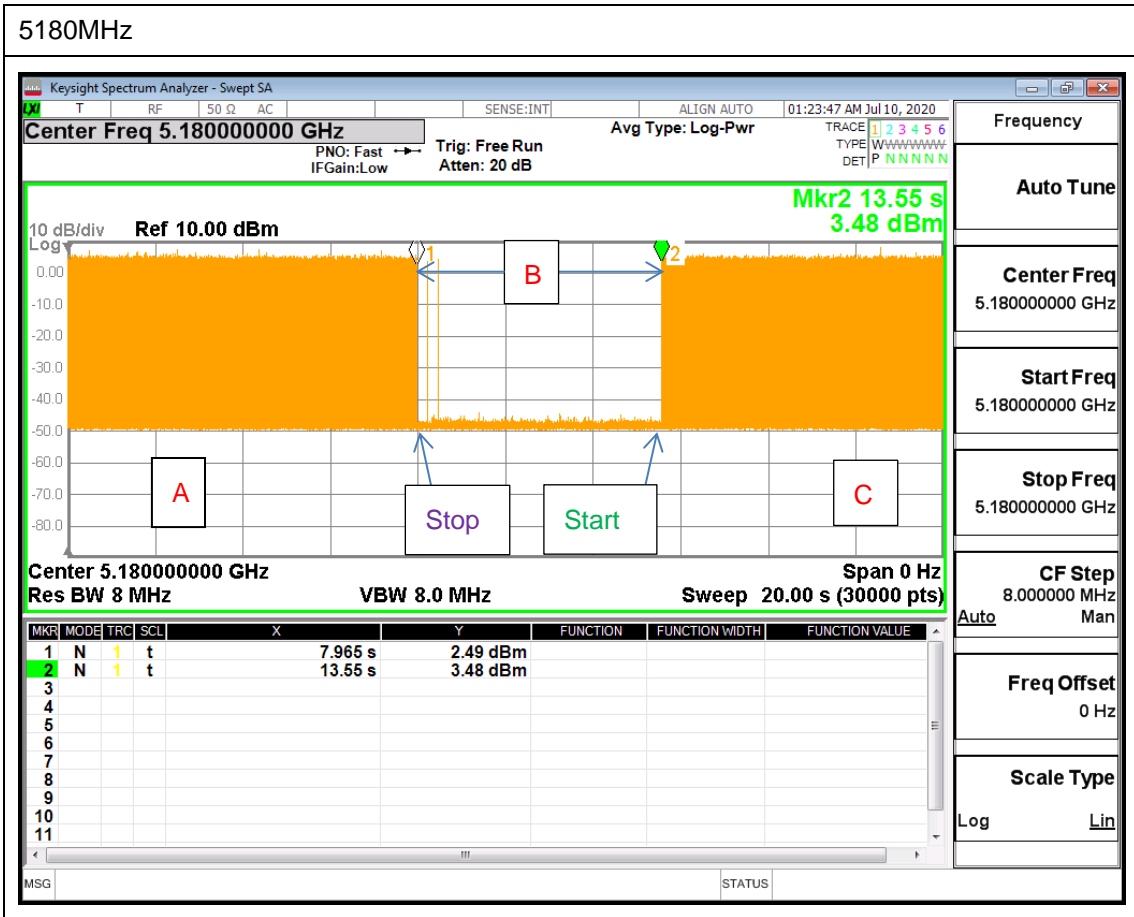 5180MHz
Keysight Spectrum Analyzer - Swept SA
LXI T RF 50 Ω AC SENSE:INT ALIGN AUTO 01:23:47 AM Jul 10, 2020
Center Freq 5.180000000 GHz Avg Type: Log-Pwr TRACE 1 2 3 4 5 6
PNO: Fast Trig: Free Run TYPE WWWWWW
IFGain:Low Atten: 20 dB DET P N N N N N
Mkr2 13.55 s
3.48 dBm
10 dB/div Ref 10.00 dBm
Log
1
2
B
0.00
-10.0
-20.0
-30.0
-40.0
-50.0
-60.0
-70.0
-80.0
A
Stop
Start
C
Center 5.180000000 GHz Span 0 Hz
Res BW 8 MHz VBW 8.0 MHz Sweep 20.00 s (30000 pts)
MKR MODE TRC SCL X Y FUNCTION FUNCTION WIDTH FUNCTION VALUE
1 N 1 t 7.965 s 2.49 dBm
2 N 1 t 13.55 s 3.48 dBm
3
4
5
6
7
8
9
10
11
MSG STATUS
Frequency
Auto Tune
Center Freq
5.180000000 GHz
Start Freq
5.180000000 GHz
Stop Freq
5.180000000 GHz
CF Step
8.000000 MHz
Auto Man
Freq Offset
0 Hz
Scale Type
Log Lin